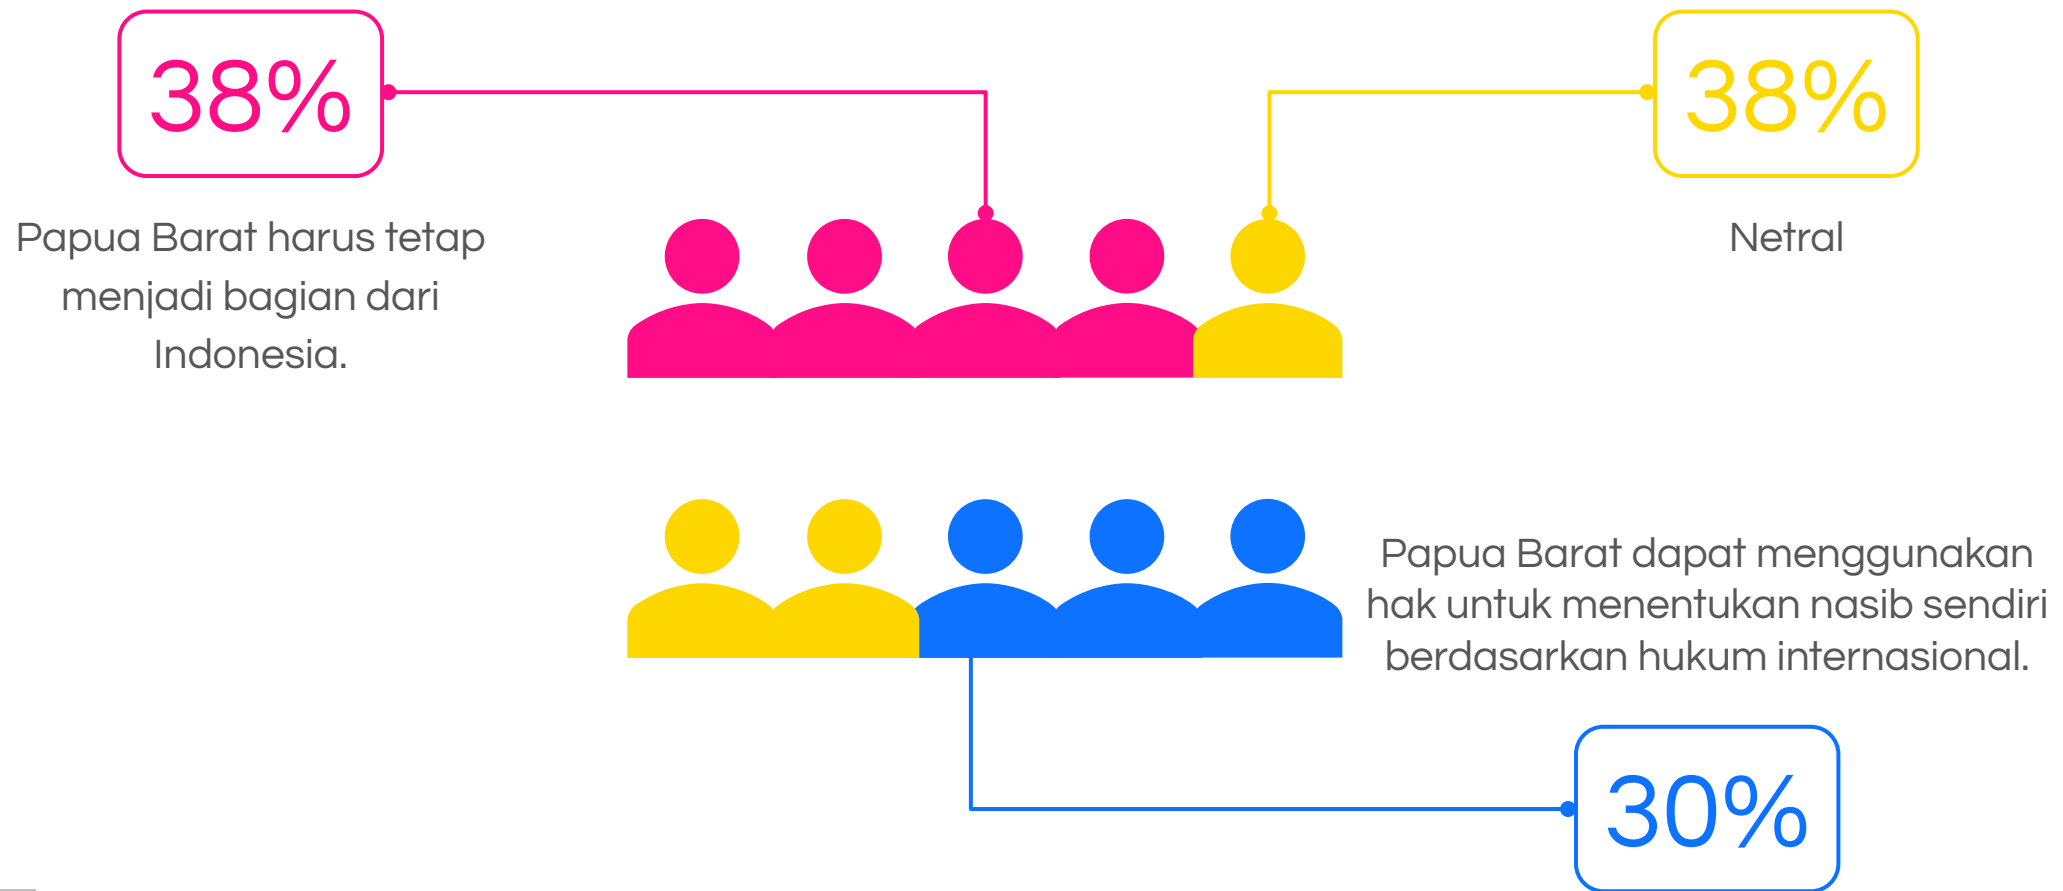 38%
Papua Barat harus tetap
menjadi bagian dari
Indonesia.
38%
Netral
Papua Barat dapat menggunakan
hak untuk menentukan nasib sendiri
berdasarkan hukum internasional.
30%